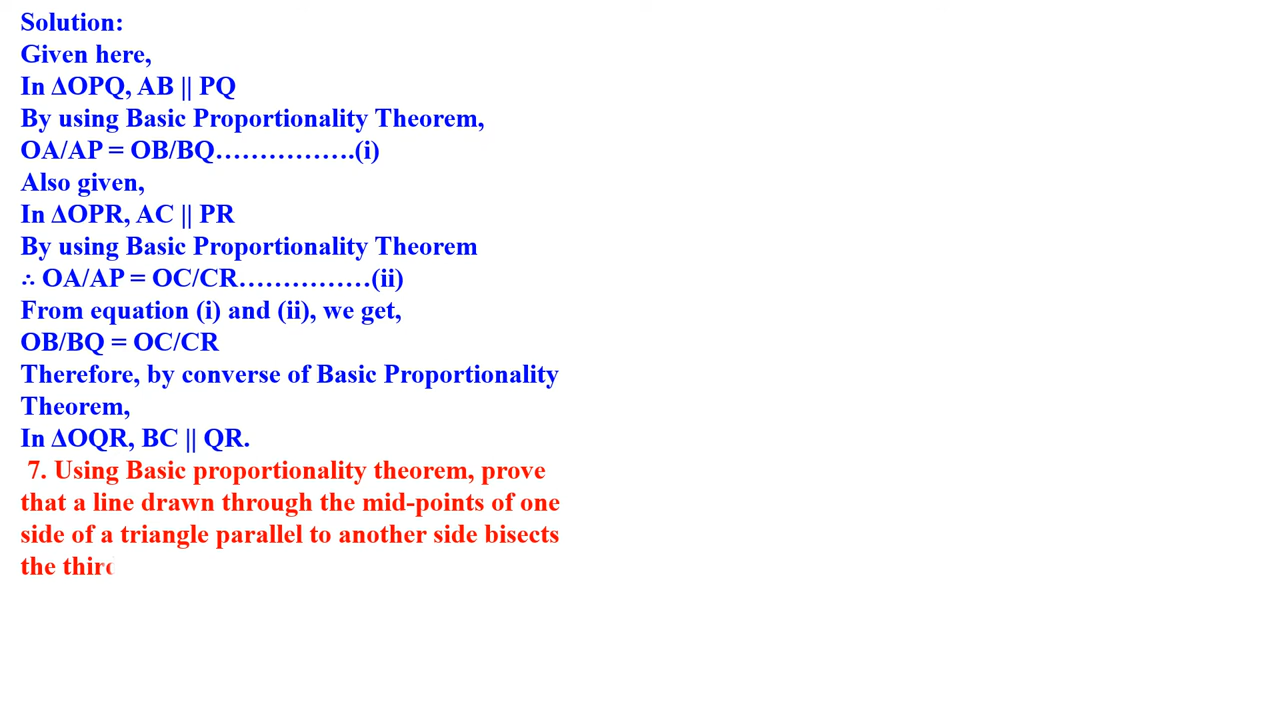 Solution:
Given here,
In ΔOPQ, AB || PQ
By using Basic Proportionality Theorem,
OA/AP = OB/BQ…………….(i)
Also given,
In ΔOPR, AC || PR
By using Basic Proportionality Theorem
∴ OA/AP = OC/CR……………(ii)
From equation (i) and (ii), we get,
OB/BQ = OC/CR
Therefore, by converse of Basic Proportionality
Theorem,
In ΔOQR, BC || QR.
7. Using Basic proportionality theorem, prove
that a line drawn through the mid-points of one
side of a triangle parallel to another side bisects
the